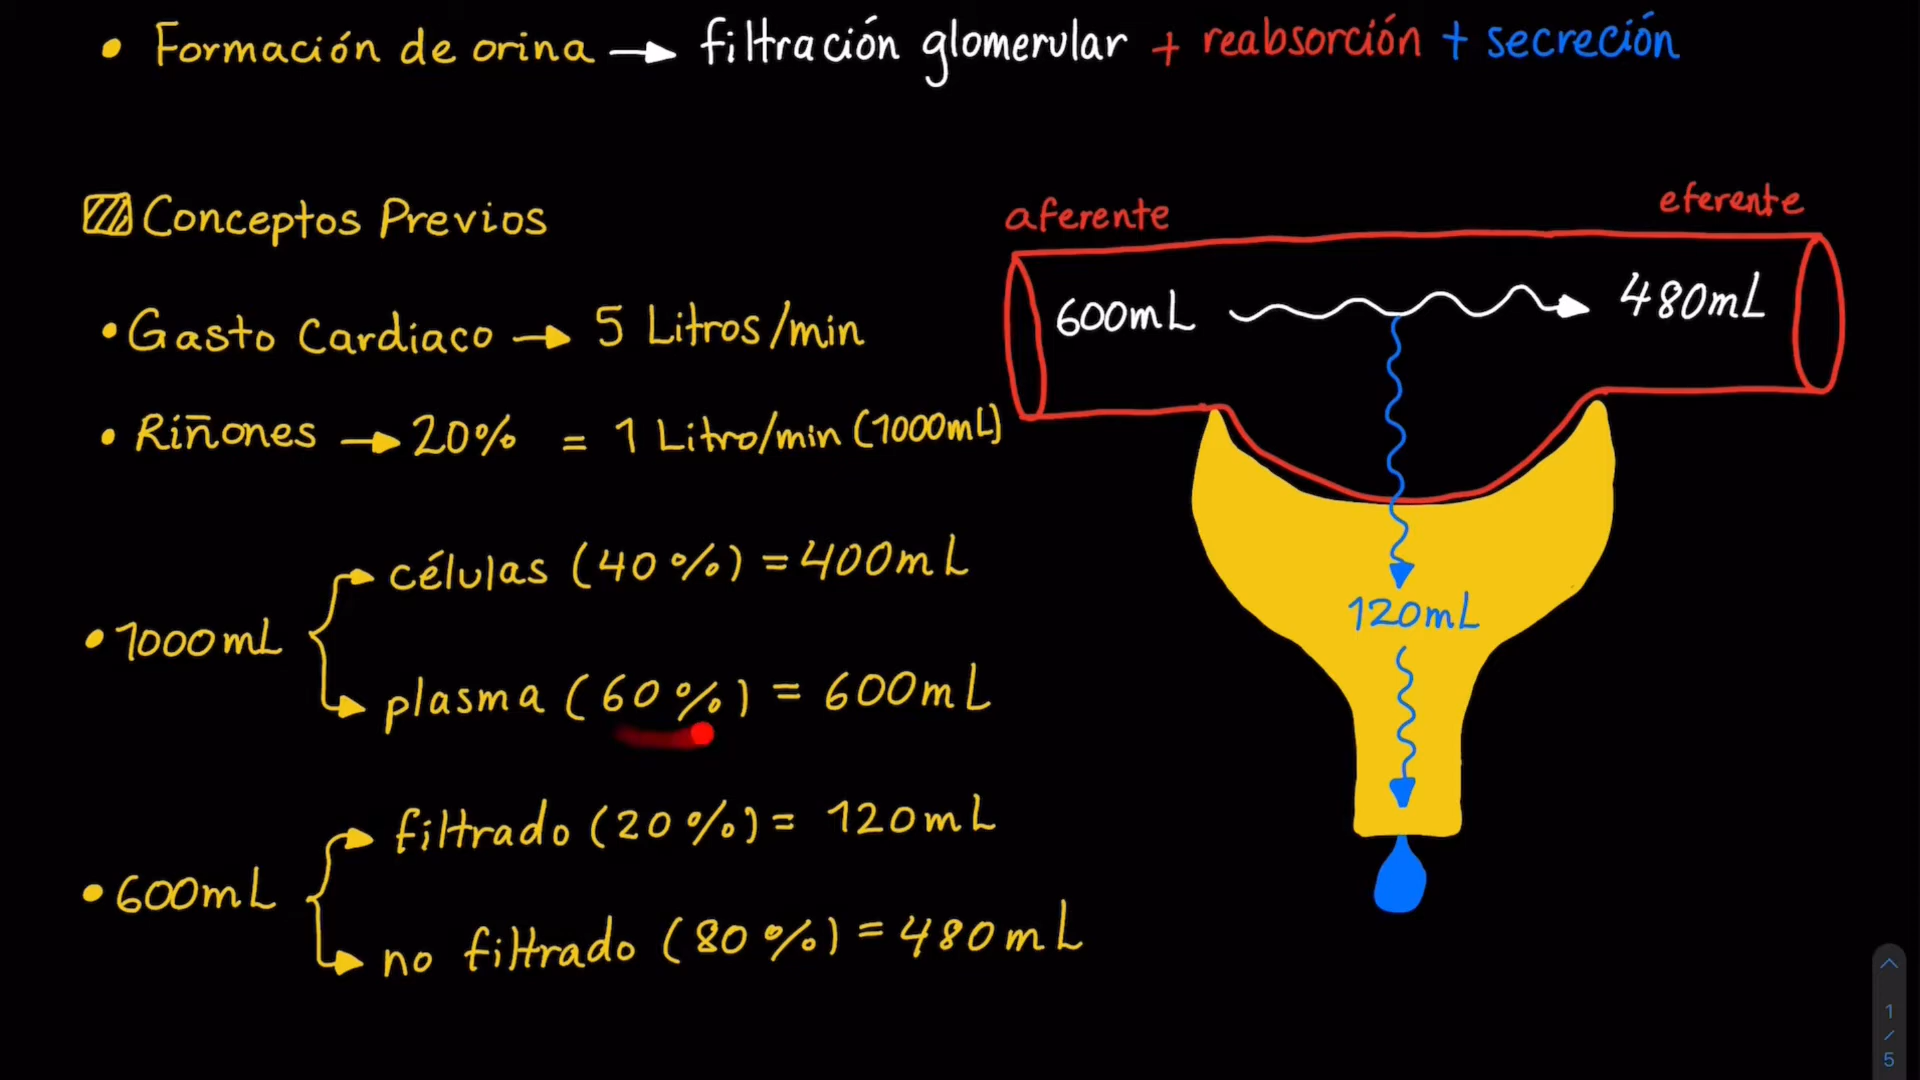 • Formación de orina → filtración glomerular + reabsorción + secreción
Conceptos Previos
• Gasto Cardiaco → 5 Litros/min
• Riñones → 20% = 1 Litro/min (1000mL)
• 1000mL
células (40%) = 400mL
plasma (60%) = 600mL
• 600mL
filtrado (20%) = 120mL
no filtrado (80%) = 480mL
aferente
eferente
600mL
480mL
120mL
1
/
5